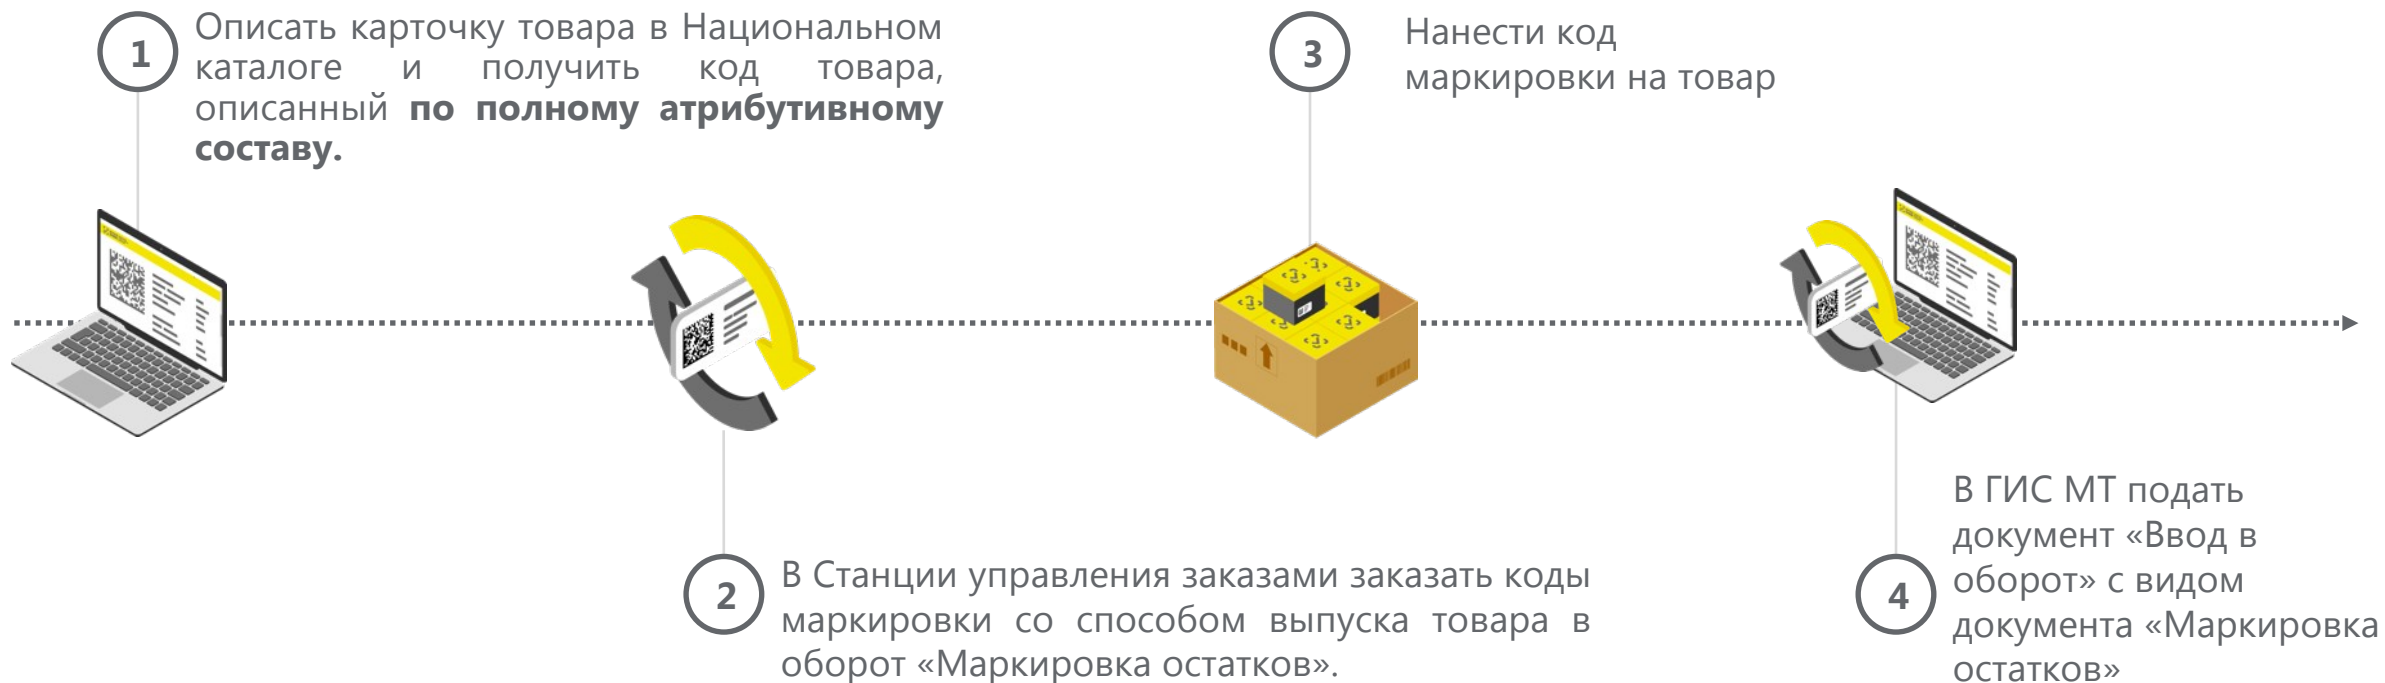 1
Описать карточку товара в Национальном
каталоге и получить код товара,
описанный по полному атрибутивному
составу.
2
В Станции управления заказами заказать коды
маркировки со способом выпуска товара в
оборот «Маркировка остатков».
3
Нанести код
маркировки на товар
4
В ГИС МТ подать
документ «Ввод в
оборот» с видом
документа «Маркировка
остатков»